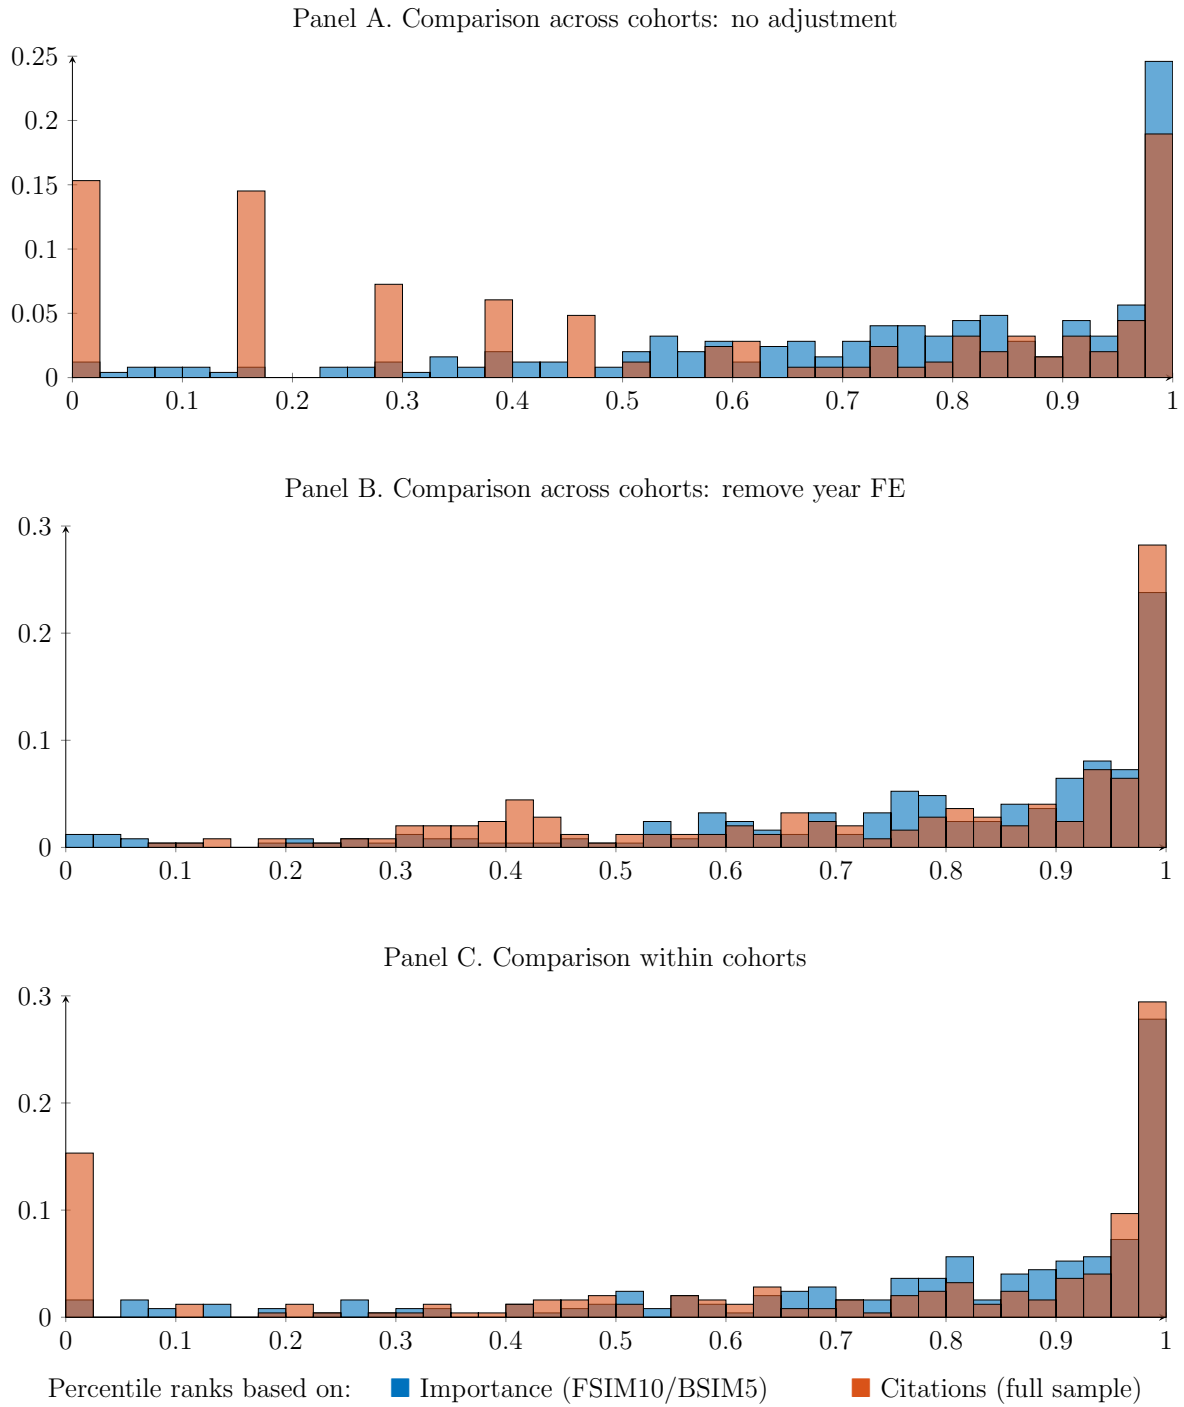 Panel A. Comparison across cohorts: no adjustment
0.25
0.2
0.15
0.1
0.05
0
0 0.1 0.2 0.3 0.4 0.5 0.6 0.7 0.8 0.9 1
Panel B. Comparison across cohorts: remove year FE
0.3
0.2
0.1
0
0 0.1 0.2 0.3 0.4 0.5 0.6 0.7 0.8 0.9 1
Panel C. Comparison within cohorts
0.3
0.2
0.1
0
0 0.1 0.2 0.3 0.4 0.5 0.6 0.7 0.8 0.9 1
Percentile ranks based on: Importance (FSIM10/BSIM5) Citations (full sample)